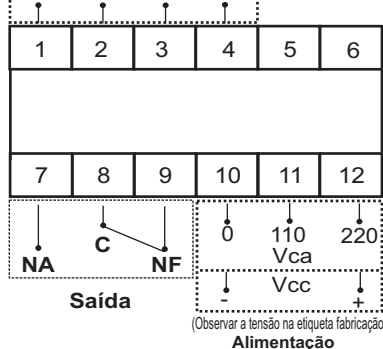 1 2 3 4 5 6
7 8 9 10 11 12
0 110 220
NA C NF Vca
Vcc
Saída - +
(Observar a tensão na etiqueta fabricação
Alimentação